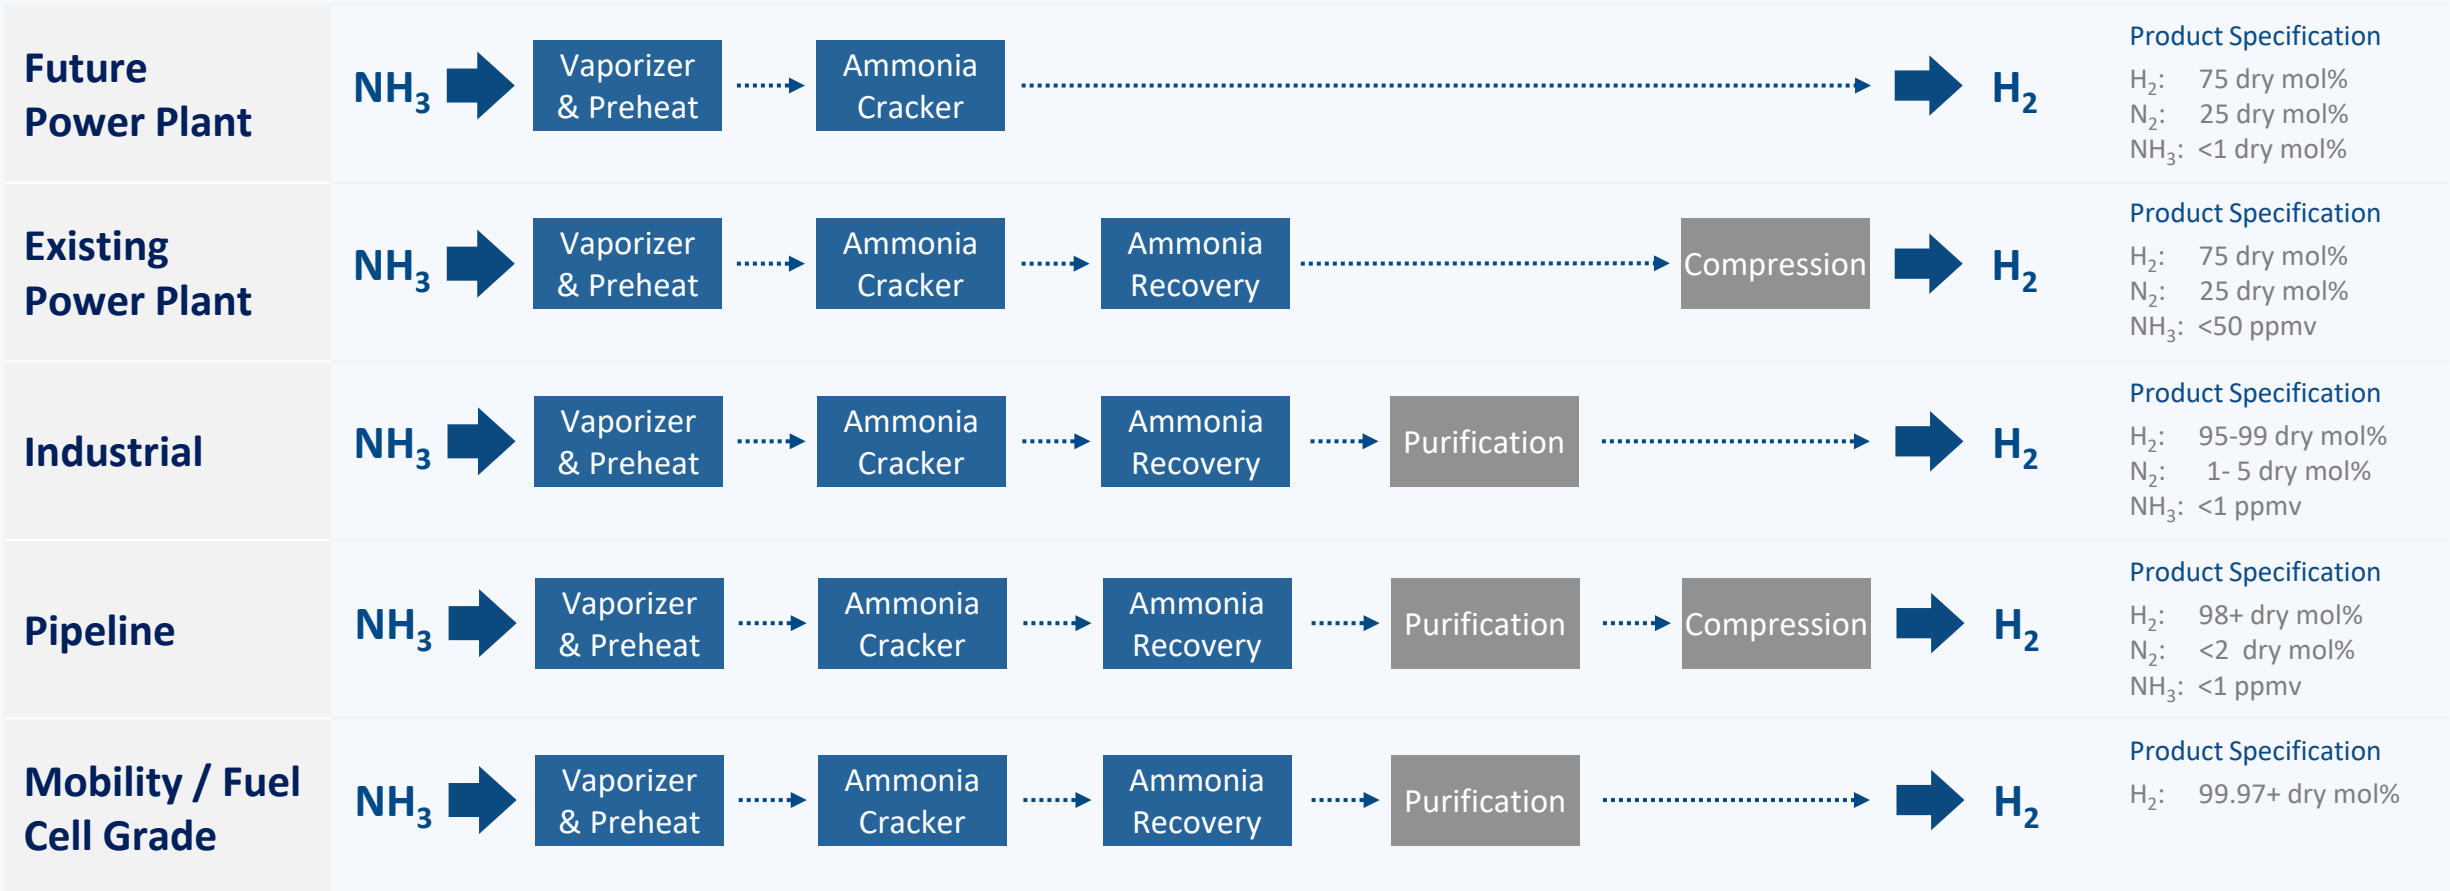 Future
Power Plant
NH₃
Vaporizer
& Preheat
Ammonia
Cracker
H₂
Product Specification
H₂: 75 dry mol%
N₂: 25 dry mol%
NH₃: <1 dry mol%
Existing
Power Plant
NH₃
Vaporizer
& Preheat
Ammonia
Cracker
Ammonia
Recovery
Compression
H₂
Product Specification
H₂: 75 dry mol%
N₂: 25 dry mol%
NH₃: <50 ppmv
Industrial
NH₃
Vaporizer
& Preheat
Ammonia
Cracker
Ammonia
Recovery
Purification
H₂
Product Specification
H₂: 95-99 dry mol%
N₂: 1- 5 dry mol%
NH₃: <1 ppmv
Pipeline
NH₃
Vaporizer
& Preheat
Ammonia
Cracker
Ammonia
Recovery
Purification
Compression
H₂
Product Specification
H₂: 98+ dry mol%
N₂: <2 dry mol%
NH₃: <1 ppmv
Mobility / Fuel
Cell Grade
NH₃
Vaporizer
& Preheat
Ammonia
Cracker
Ammonia
Recovery
Purification
H₂
Product Specification
H₂: 99.97+ dry mol%